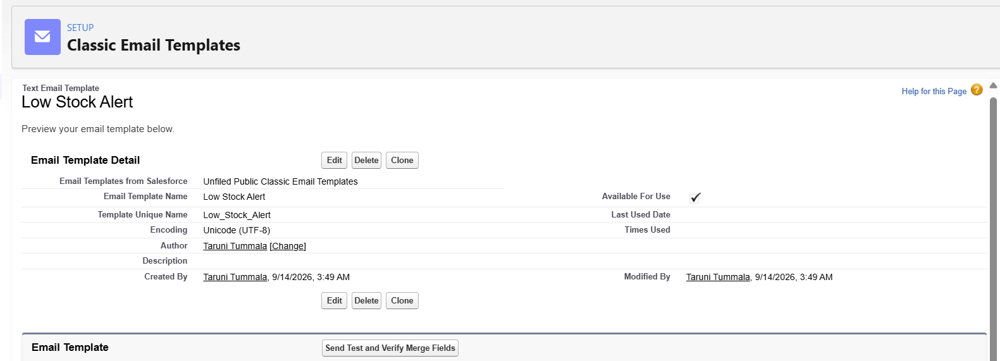 SETUP
Classic Email Templates
Text Email Template
Low Stock Alert
Help for this Page ?
Preview your email template below.
Email Template Detail
Edit Delete Clone
Email Templates from Salesforce Unfiled Public Classic Email Templates
Email Template Name Low Stock Alert Available For Use
Template Unique Name Low_Stock_Alert Last Used Date
Encoding Unicode (UTF-8) Times Used
Author Taruni Tummala [Change]
Description
Created By Taruni Tummala, 9/14/2026, 3:49 AM Modified By Taruni Tummala, 9/14/2026, 3:49 AM
Edit Delete Clone
Email Template Send Test and Verify Merge Fields